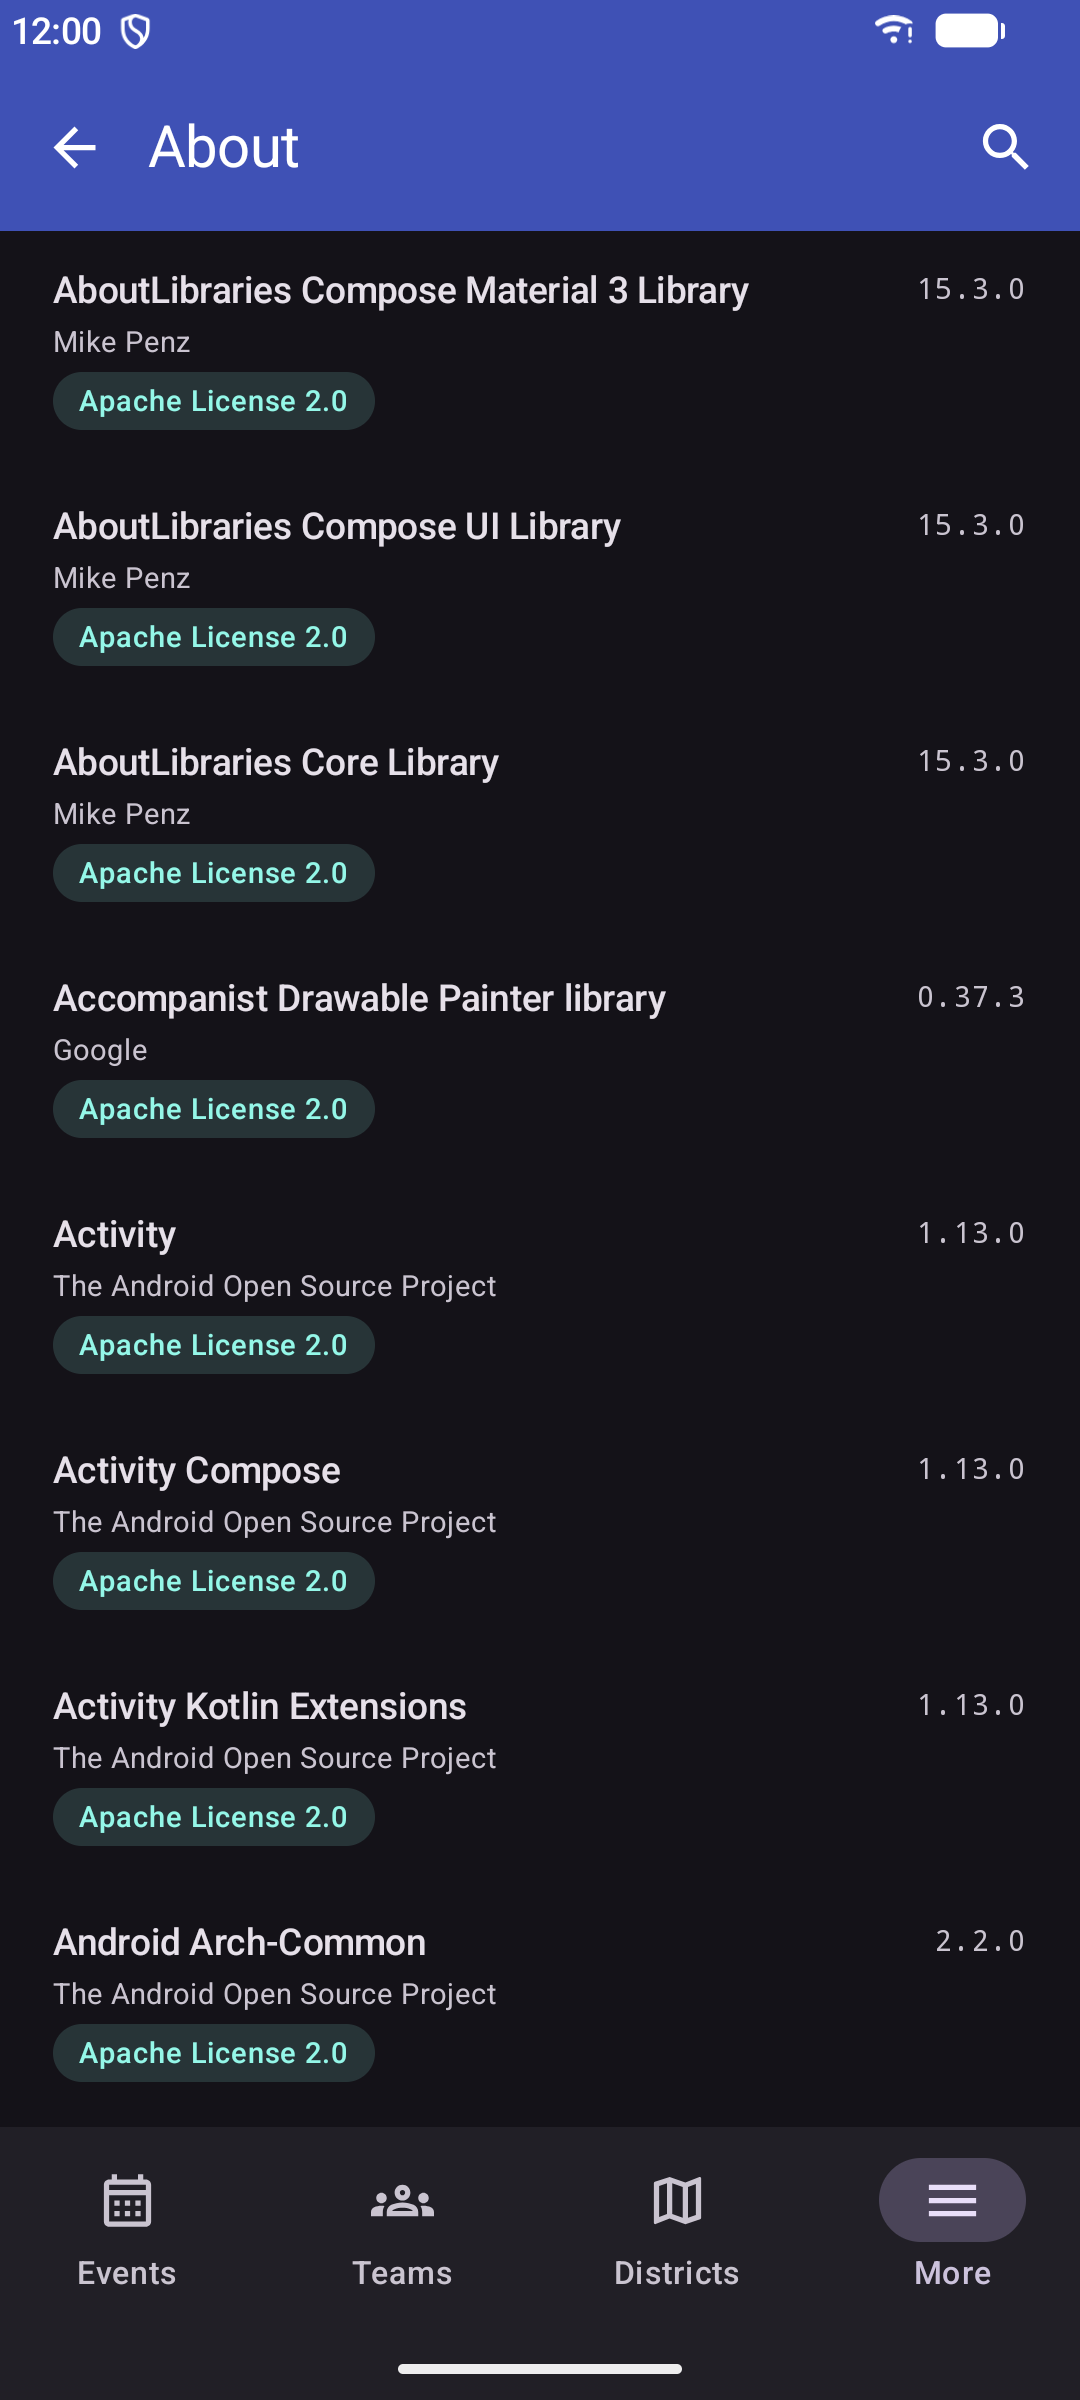 12:00
About
AboutLibraries Compose Material 3 Library 15.3.0
Mike Penz
Apache License 2.0
AboutLibraries Compose UI Library 15.3.0
Mike Penz
Apache License 2.0
AboutLibraries Core Library 15.3.0
Mike Penz
Apache License 2.0
Accompanist Drawable Painter library 0.37.3
Google
Apache License 2.0
Activity 1.13.0
The Android Open Source Project
Apache License 2.0
Activity Compose 1.13.0
The Android Open Source Project
Apache License 2.0
Activity Kotlin Extensions 1.13.0
The Android Open Source Project
Apache License 2.0
Android Arch-Common 2.2.0
The Android Open Source Project
Apache License 2.0
Events Teams Districts More